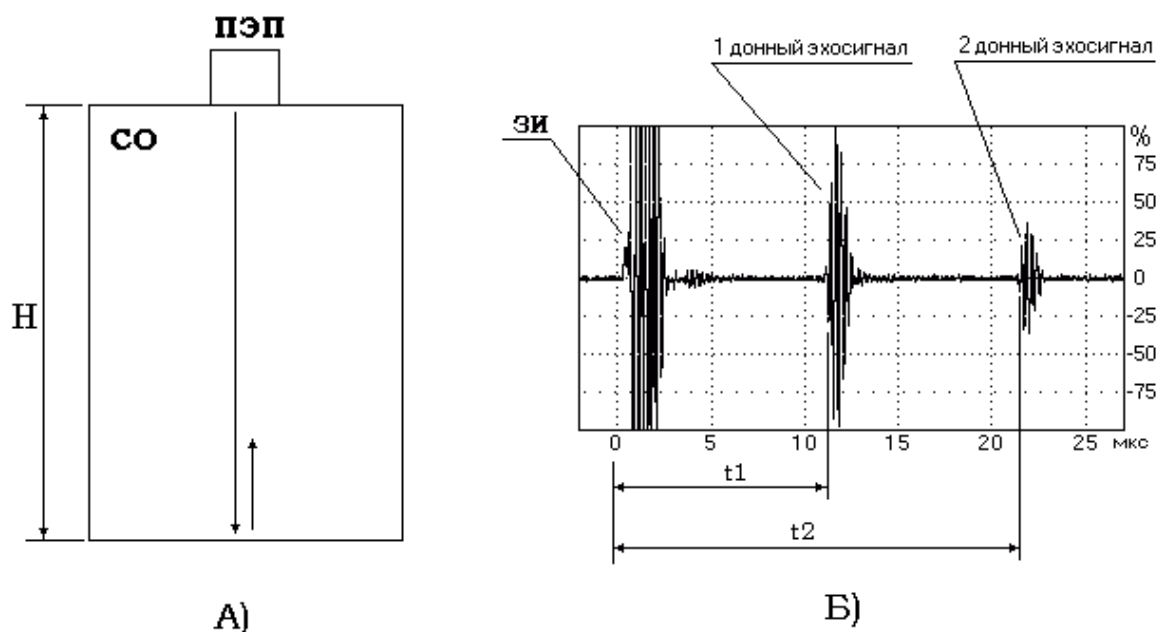 ПЭП
СО
Н
А)
1 донный эхосигнал
2 донный эхосигнал
ЗИ
%
75
50
25
0
-25
-50
-75
0 5 10 15 20 25 мкс
t1
t2
Б)